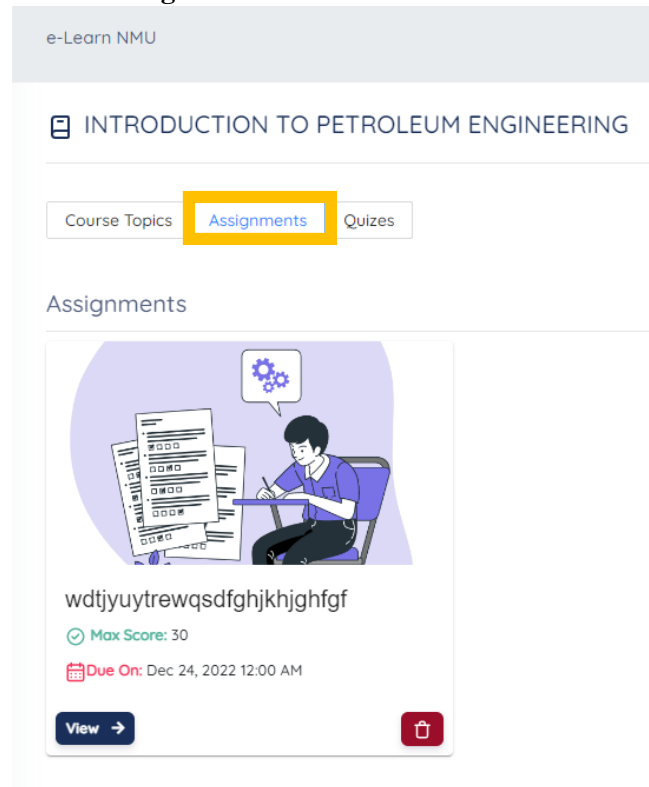 e-Learn NMU
INTRODUCTION TO PETROLEUM ENGINEERING
Course Topics Assignments Quizes
Assignments
wdtjyuytrewqsdfghjkhjghfgf
Max Score: 30
Due On: Dec 24, 2022 12:00 AM
View →